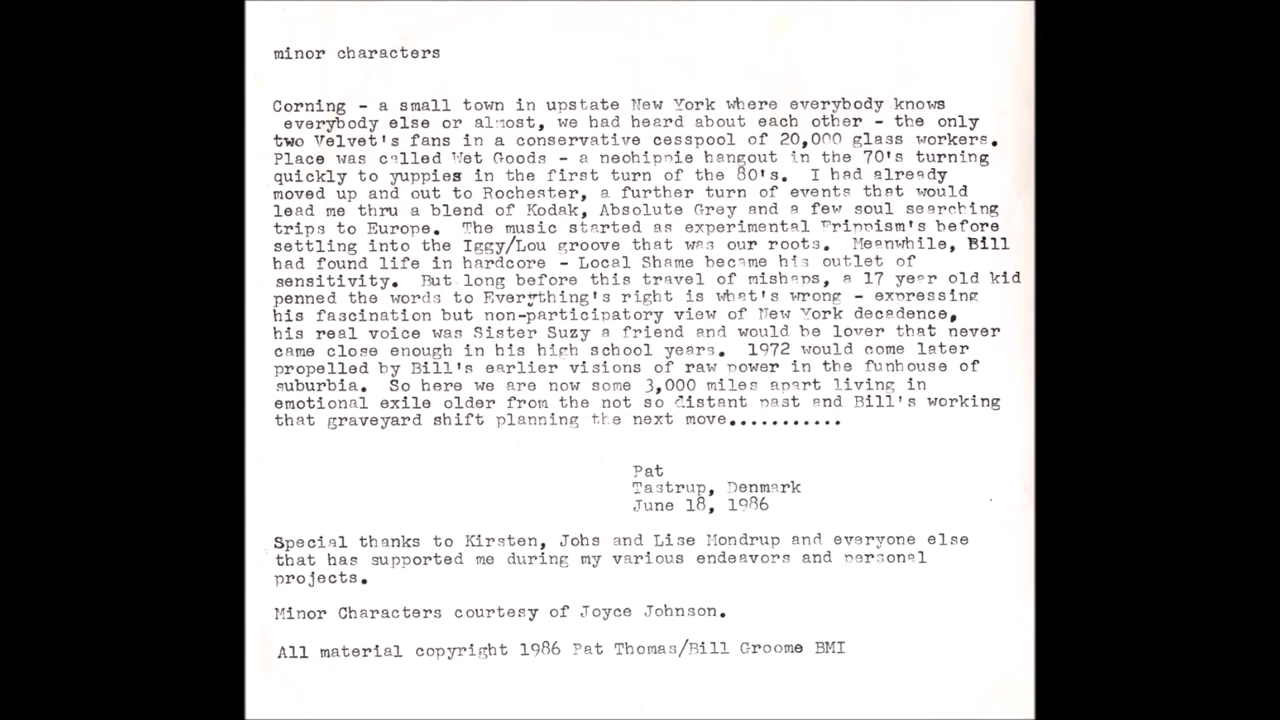 minor characters
Corning - a small town in upstate New York where everybody knows
everybody else or almost, we had heard about each other - the only
two Velvet's fans in a conservative cesspool of 20,000 glass workers.
Place was called Wet Goods - a neohippie hangout in the 70's turning
quickly to yuppies in the first turn of the 80's. I had already
moved up and out to Rochester, a further turn of events that would
lead me thru a blend of Kodak, Absolute Grey and a few soul searching
trips to Europe. The music started as experimental Frippism's before
settling into the Iggy/Lou groove that was our roots. Meanwhile, Bill
had found life in hardcore - Local Shame became his outlet of
sensitivity. But long before this travel of mishaps, a 17 year old kid
penned the words to Everything's right is what's wrong - expressing
his fascination but non-participatory view of New York decadence,
his real voice was Sister Suzy a friend and would be lover that never
came close enough in his high school years. 1972 would come later
propelled by Bill's earlier visions of raw power in the funhouse of
suburbia. So here we are now some 3,000 miles apart living in
emotional exile older from the not so distant past and Bill's working
that graveyard shift planning the next move...........
Pat
Tastrup, Denmark
June 18, 1986
Special thanks to Kirsten, Johs and Lise Mondrup and everyone else
that has supported me during my various endeavors and personal
projects.
Minor Characters courtesy of Joyce Johnson.
All material copyright 1986 Pat Thomas/Bill Groome BMI